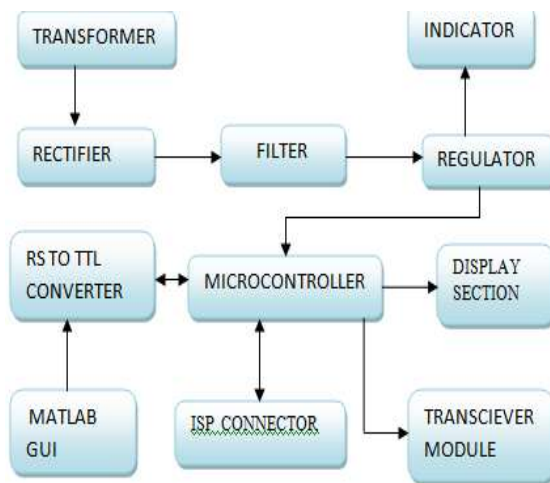 TRANSFORMER
INDICATOR
RECTIFIER
FILTER
REGULATOR
RS TO TTL
CONVERTER
MICROCONTROLLER
DISPLAY
SECTION
MATLAB
GUI
ISP CONNECTOR
TRANSCIEVER
MODULE